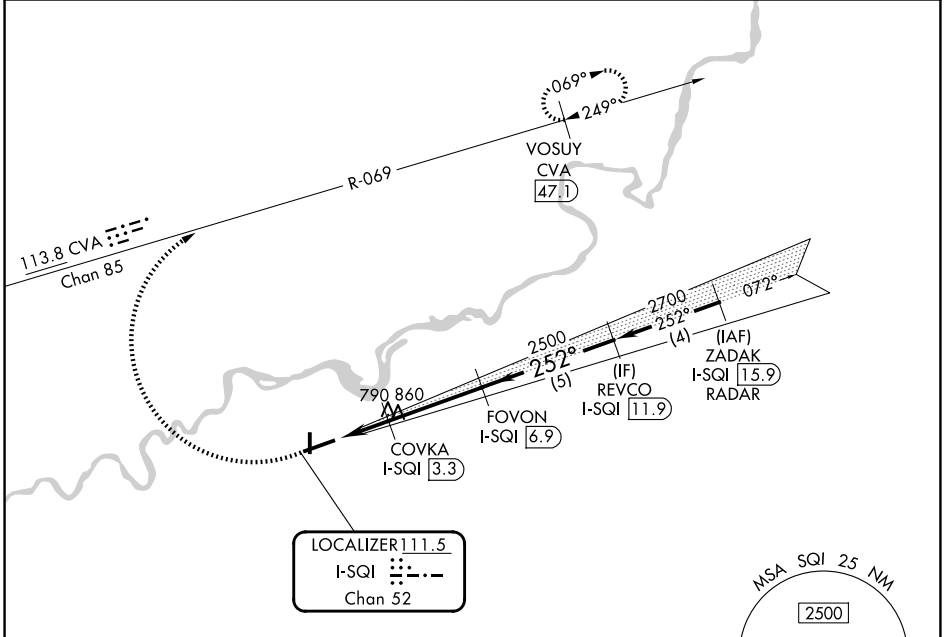 069°
249°
VOSUY
CVA
47.1
R-069
113.8 CVA
Chan 85
2700
072°
252°
(4)
2500
252°
(5)
(IAF)
ZADAK
I-SQI 15.9
RADAR
(IF)
REVCO
I-SQI 11.9
790 860
FOVON
I-SQI 6.9
COVKA
I-SQI 3.3
LOCALIZER 111.5
I-SQI
Chan 52
MSA SQI 25 NM
2500